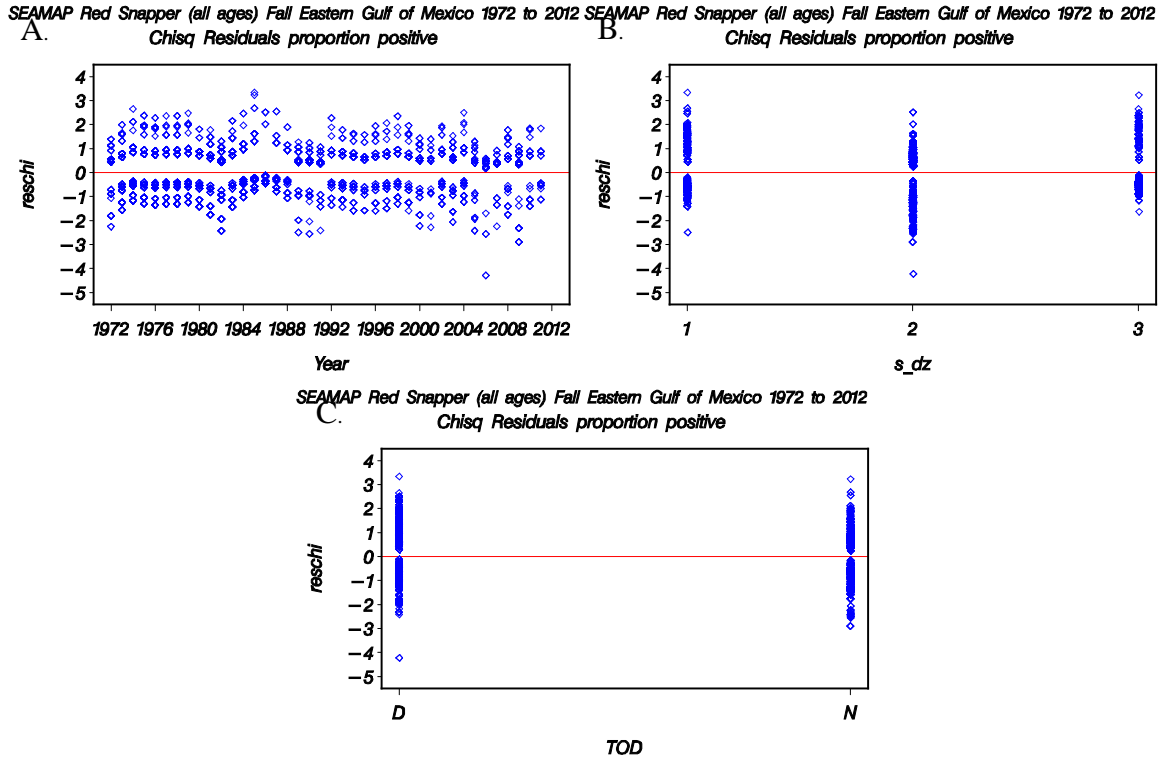 SEAMAP Red Snapper (all ages) Fall Eastern Gulf of Mexico 1972 to 2012
A.
Chisq Residuals proportion positive
4
3
2
1
0
−1
−2
−3
−4
−5
reschi
1972 1976 1980 1984 1988 1992 1996 2000 2004 2008 2012
Year
SEAMAP Red Snapper (all ages) Fall Eastern Gulf of Mexico 1972 to 2012
B.
Chisq Residuals proportion positive
4
3
2
1
0
−1
−2
−3
−4
−5
reschi
1 2 3
s_dz
SEAMAP Red Snapper (all ages) Fall Eastern Gulf of Mexico 1972 to 2012
C.
Chisq Residuals proportion positive
4
3
2
1
0
−1
−2
−3
−4
−5
reschi
D N
TOD